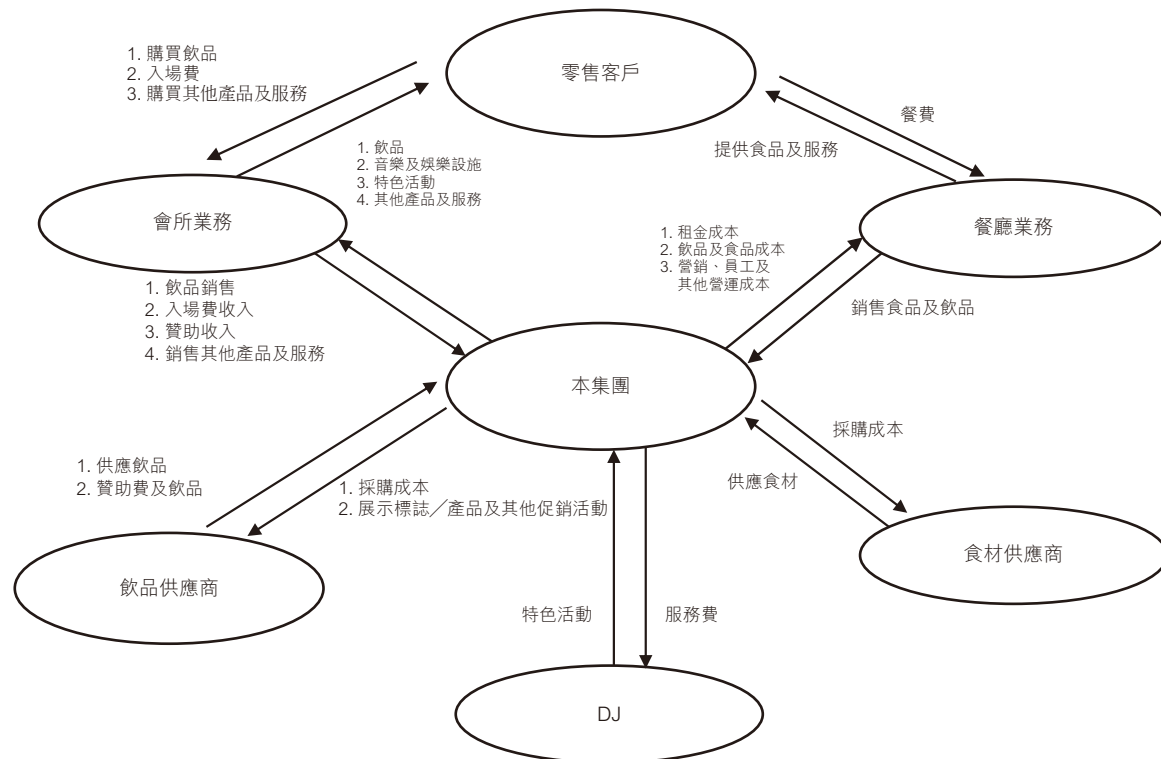 零售客戶
1. 購買飲品
2. 入場費
3. 購買其他產品及服務
餐費
提供食品及服務
1. 飲品
2. 音樂及娛樂設施
3. 特色活動
4. 其他產品及服務
會所業務
餐廳業務
1. 租金成本
2. 飲品及食品成本
3. 營銷、員工及
其他營運成本
1. 飲品銷售
2. 入場費收入
3. 贊助收入
4. 銷售其他產品及服務
銷售食品及飲品
本集團
採購成本
供應食材
1. 供應飲品
2. 贊助費及飲品
1. 採購成本
2. 展示標誌／產品及其他促銷活動
飲品供應商
食材供應商
特色活動
服務費
DJ